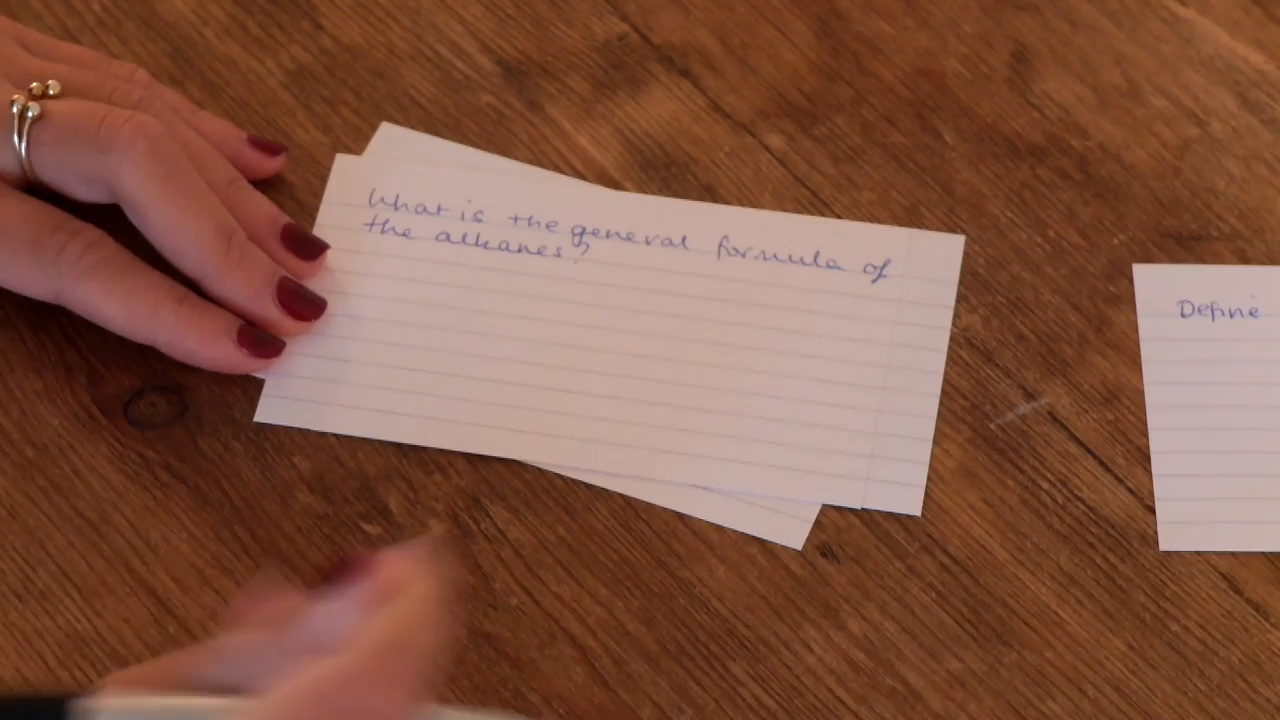 What is the general formula of
the alkanes?
Define